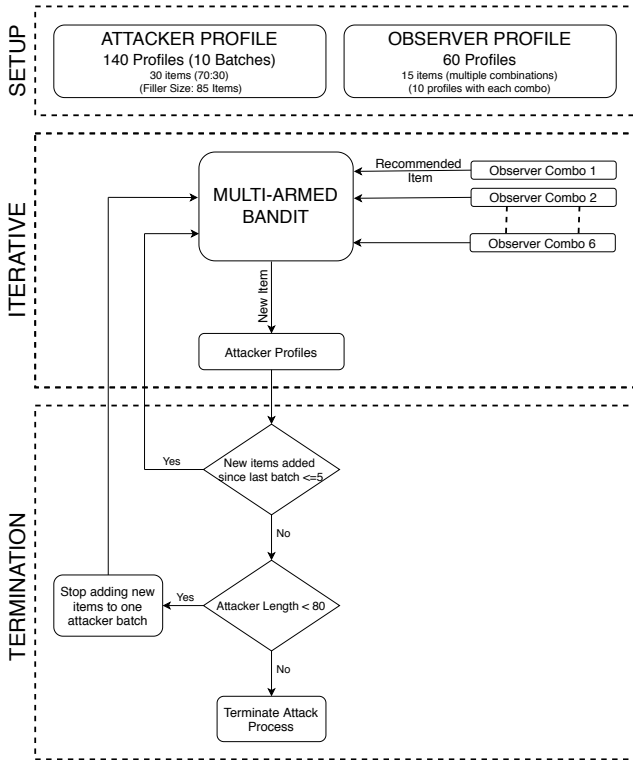 SETUP
ATTACKER PROFILE
140 Profiles (10 Batches)
30 items (70:30)
(Filler Size: 85 Items)
OBSERVER PROFILE
60 Profiles
15 items (multiple combinations)
(10 profiles with each combo)
ITERATIVE
MULTI-ARMED
BANDIT
Recommended
Item
Observer Combo 1
Observer Combo 2
Observer Combo 6
New Item
Attacker Profiles
TERMINATION
New items added
since last batch <=5
Yes
No
Attacker Length < 80
Yes
Stop adding new
items to one
attacker batch
No
Terminate Attack
Process